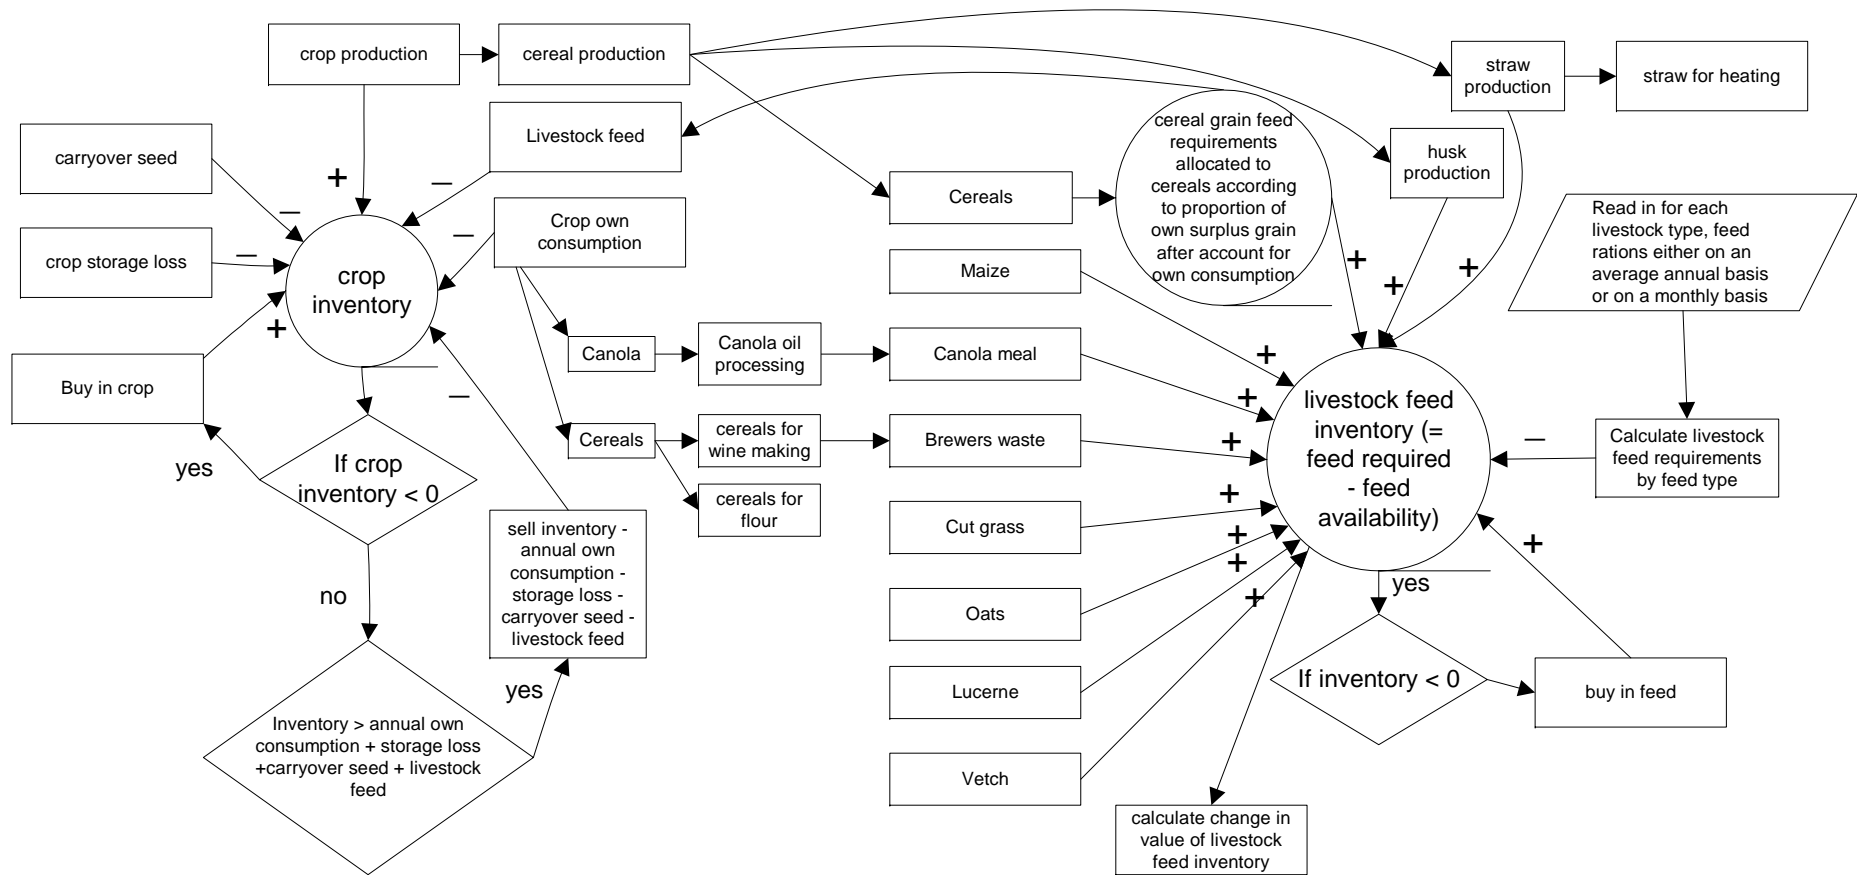 crop production
cereal production
straw
production
straw for heating
carryover seed
Livestock feed
cereal grain feed
requirements
allocated to
cereals according
to proportion of
own surplus grain
after account for
own consumption
husk
production
+
–
–
Cereals
Read in for each
livestock type, feed
rations either on an
average annual basis
or on a monthly basis
crop storage loss
–
–
Crop own
consumption
crop
inventory
Maize
+
+
+
+
Buy in crop
Canola
Canola oil
processing
Canola meal
+
+
–
livestock feed
inventory (=
feed required
- feed
availability)
Cereals
cereals for
wine making
Brewers waste
+
–
Calculate livestock
feed requirements
by feed type
yes
If crop
inventory < 0
cereals for
flour
+
Cut grass
+
+
+
+
sell inventory -
annual own
consumption -
storage loss -
carryover seed -
livestock feed
no
Oats
yes
yes
Lucerne
If inventory < 0
buy in feed
Inventory > annual own
consumption + storage loss
+carryover seed + livestock
feed
Vetch
calculate change in
value of livestock
feed inventory